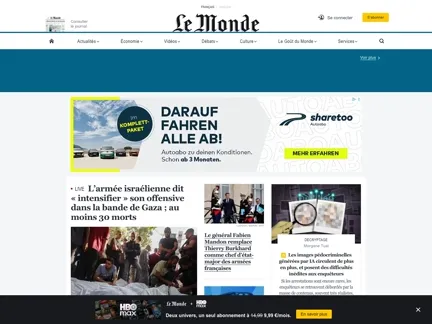 Français
Consulter
le journal
Le Monde
Se connecter
S'abonner
Actualités
Économie
Vidéos
Débats
Culture
Le Goût du Monde
Services
Voir plus
KOMPLETT-
PAKET
DARAUF
FAHREN
ALLE AB!
Autoabo zu deinen Konditionen.
Schon ab 3 Monaten.
sharetoo
Autoabo
MEHR ERFAHREN
LIVE L'armée israélienne dit
« intensifier » son offensive
dans la bande de Gaza ; au
moins 30 morts
Le général Fabien
Mandon remplace
Thierry Burkhard
comme chef d'état-
major des armées
françaises
DÉCRYPTAGE
Morgane Tual
Les images pédocriminelles
générées par IA circulent de plus
en plus, et posent des difficultés
inédites aux enquêteurs
HBO
max
Le Monde + HBO max
Deux univers, un seul abonnement à 14,99 9,99 €/mois.
En savoir plus